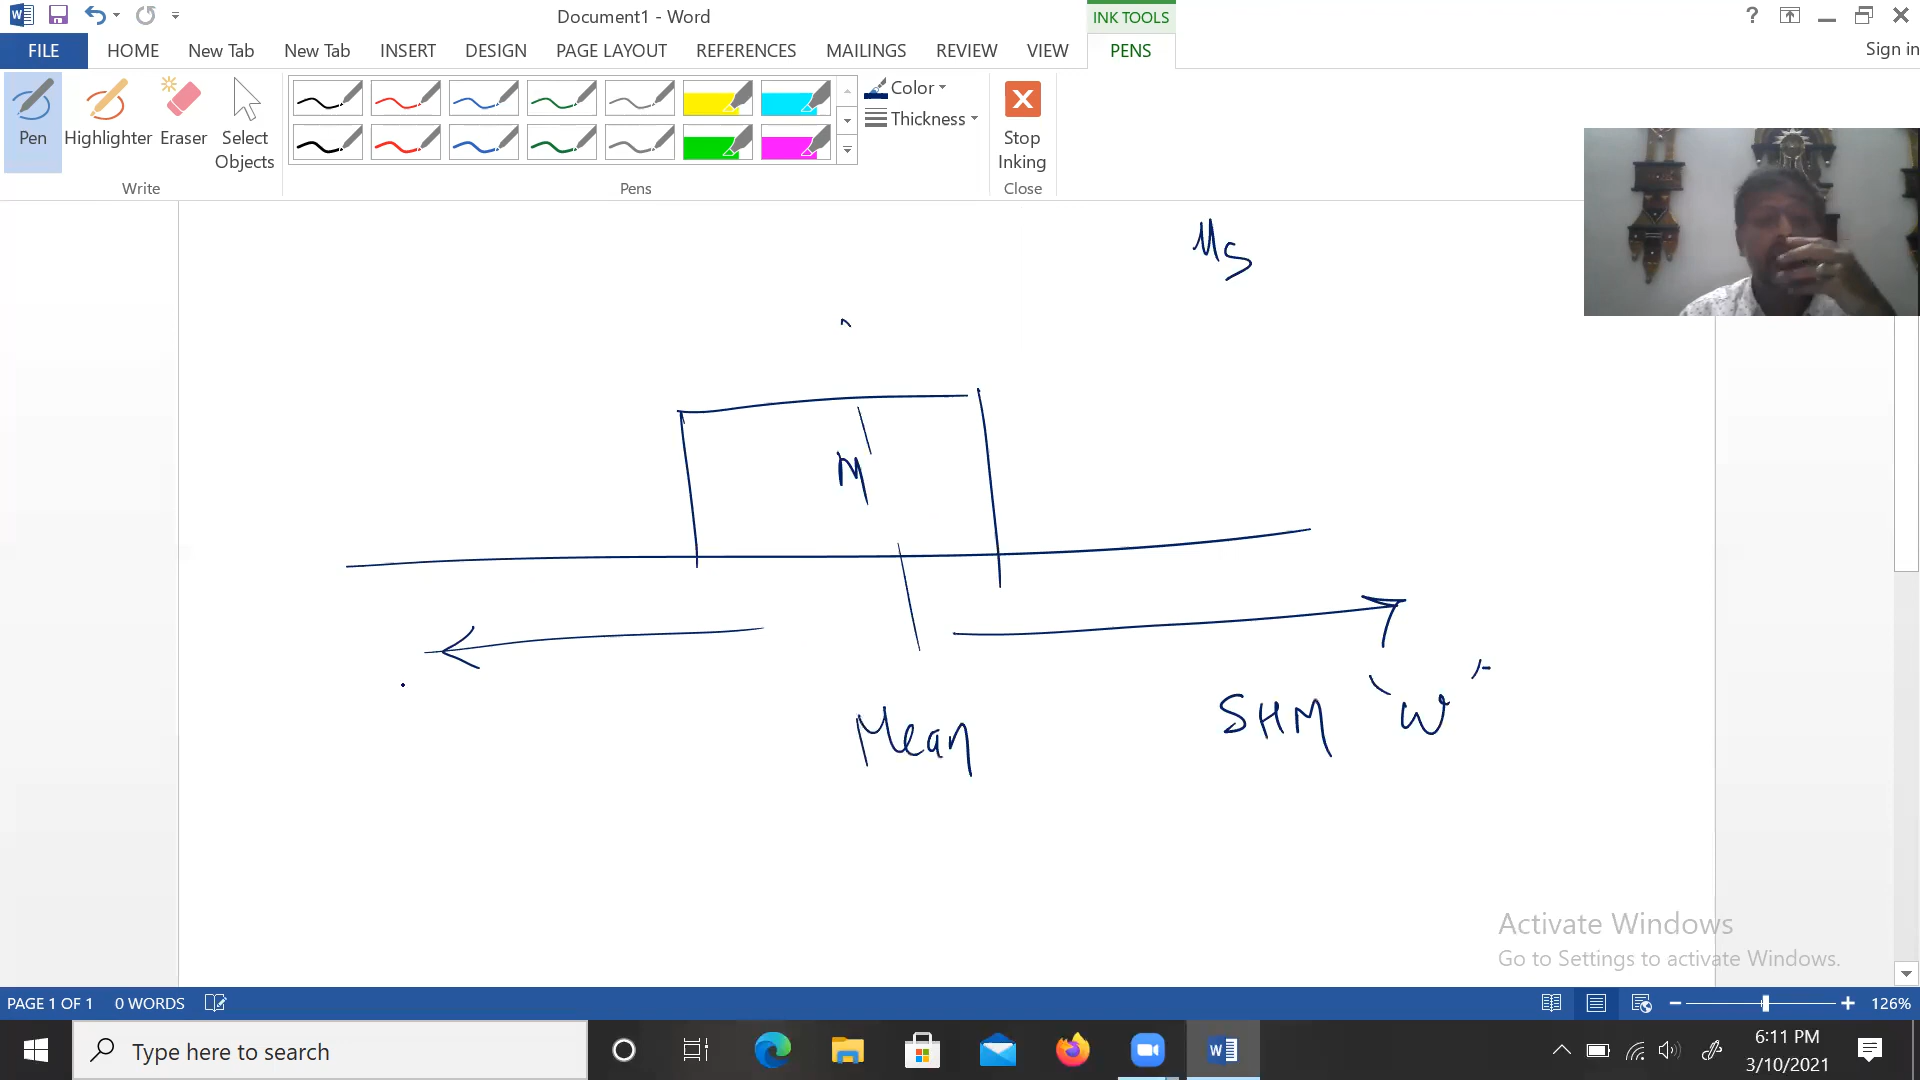 Document1 - Word
INK TOOLS
FILE HOME New Tab New Tab INSERT DESIGN PAGE LAYOUT REFERENCES MAILINGS REVIEW VIEW PENS
Sign in
Pen Highlighter Eraser Select Objects
Color
Thickness
Stop Inking
Write Pens Close
μs
M
Mean
SHM "w"
Activate Windows
Go to Settings to activate Windows.
PAGE 1 OF 1 0 WORDS
126%
Type here to search
6:11 PM
3/10/2021